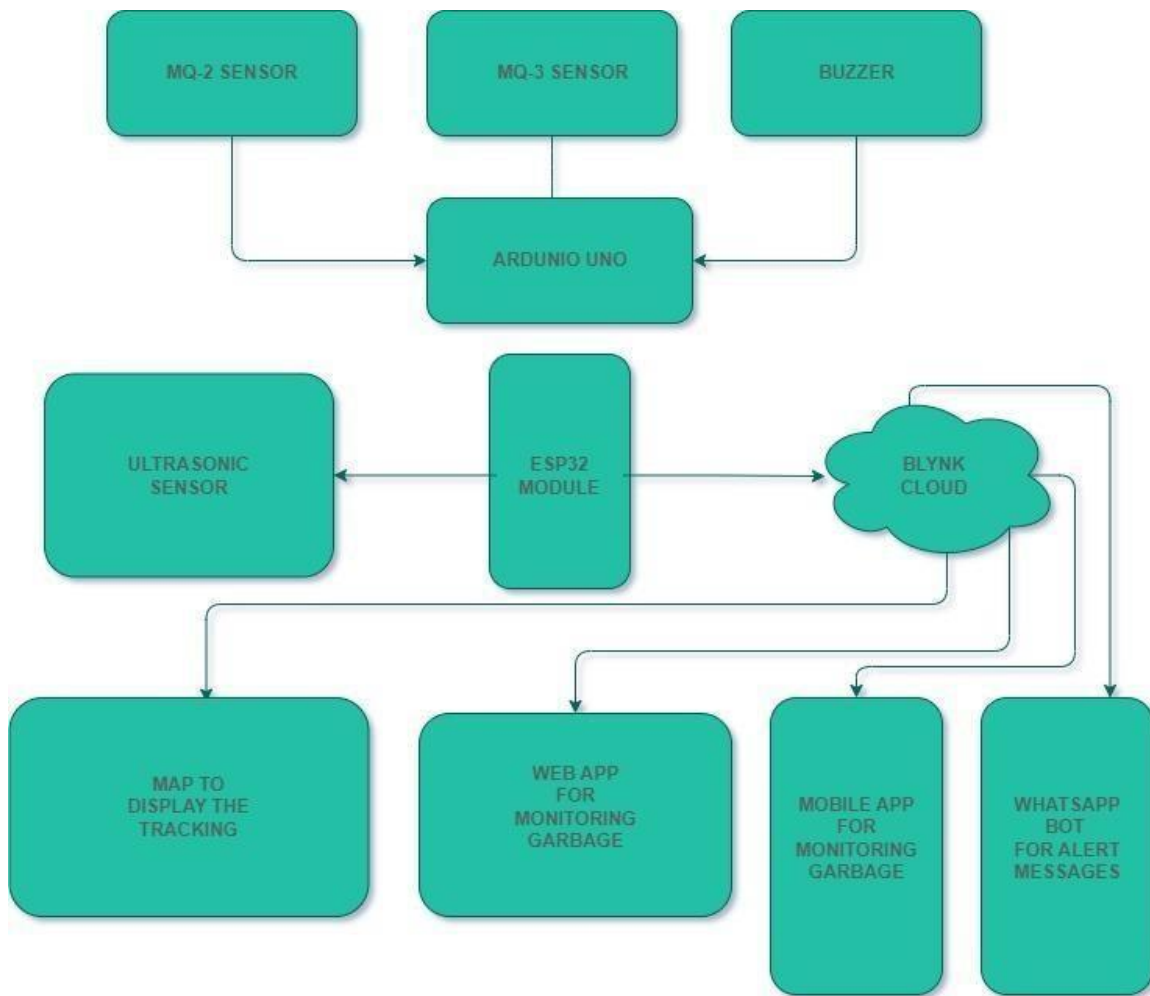 MQ-2 SENSOR
MQ-3 SENSOR
BUZZER
ARDUNIO UNO
ULTRASONIC
SENSOR
ESP32
MODULE
BLYNK
CLOUD
MAP TO
DISPLAY THE
TRACKING
WEB APP
FOR
MONITORING
GARBAGE
MOBILE APP
FOR
MONITORING
GARBAGE
WHATSAPP
BOT
FOR ALERT
MESSAGES